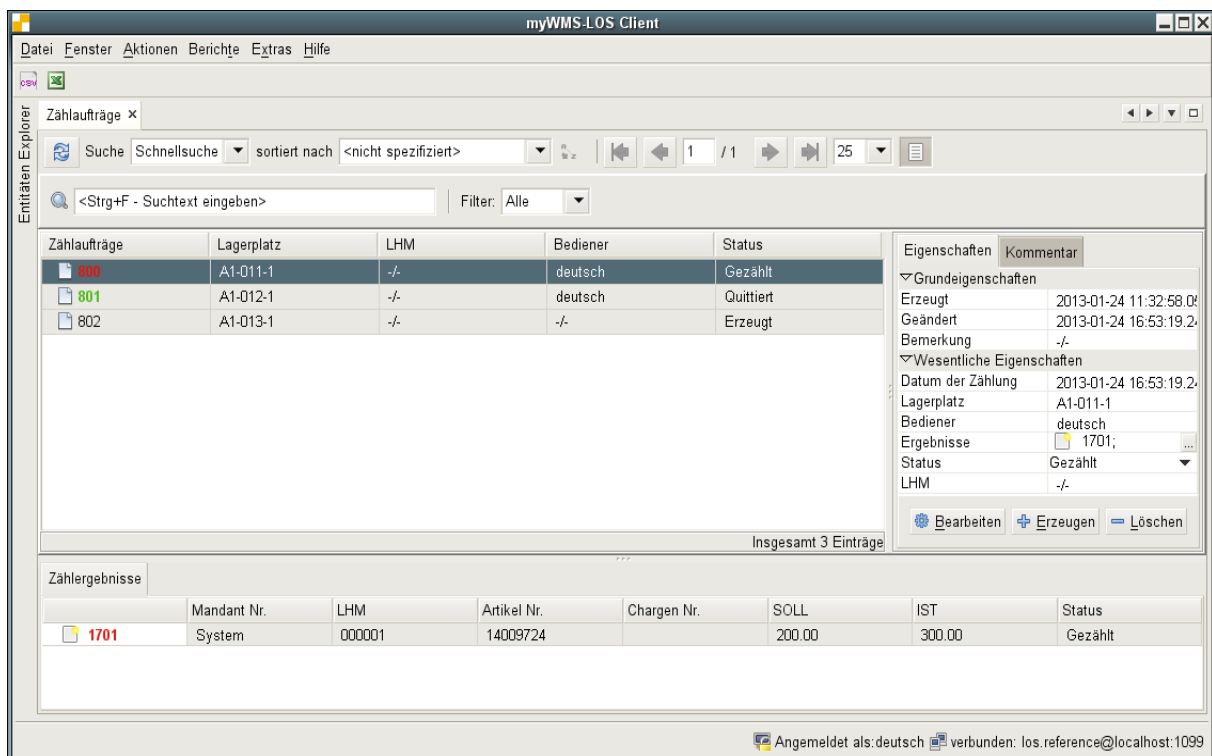 myWMS-LOS Client
Datei Fenster Aktionen Berichte Extras Hilfe
csv
Entitäten Explorer
Zählaufträge
Suche Schnellsuche sortiert nach <nicht spezifiziert> 1 / 1 25
<Strg+F - Suchtext eingeben> Filter: Alle
Zählaufträge Lagerplatz LHM Bediener Status
800 A1-011-1 -/- deutsch Gezählt
801 A1-012-1 -/- deutsch Quittiert
802 A1-013-1 -/- -/- Erzeugt
Insgesamt 3 Einträge
Eigenschaften Kommentar
Grundeigenschaften
Erzeugt 2013-01-24 11:32:58.0
Geändert 2013-01-24 16:53:19.2
Bemerkung -/-
Wesentliche Eigenschaften
Datum der Zählung 2013-01-24 16:53:19.2
Lagerplatz A1-011-1
Bediener deutsch
Ergebnisse 1701; ...
Status Gezählt
LHM -/-
Bearbeiten Erzeugen Löschen
Zählergebnisse
Mandant Nr. LHM Artikel Nr. Chargen Nr. SOLL IST Status
1701 System 000001 14009724 200.00 300.00 Gezählt
Angemeldet als:deutsch verbunden: los.reference@localhost:1099